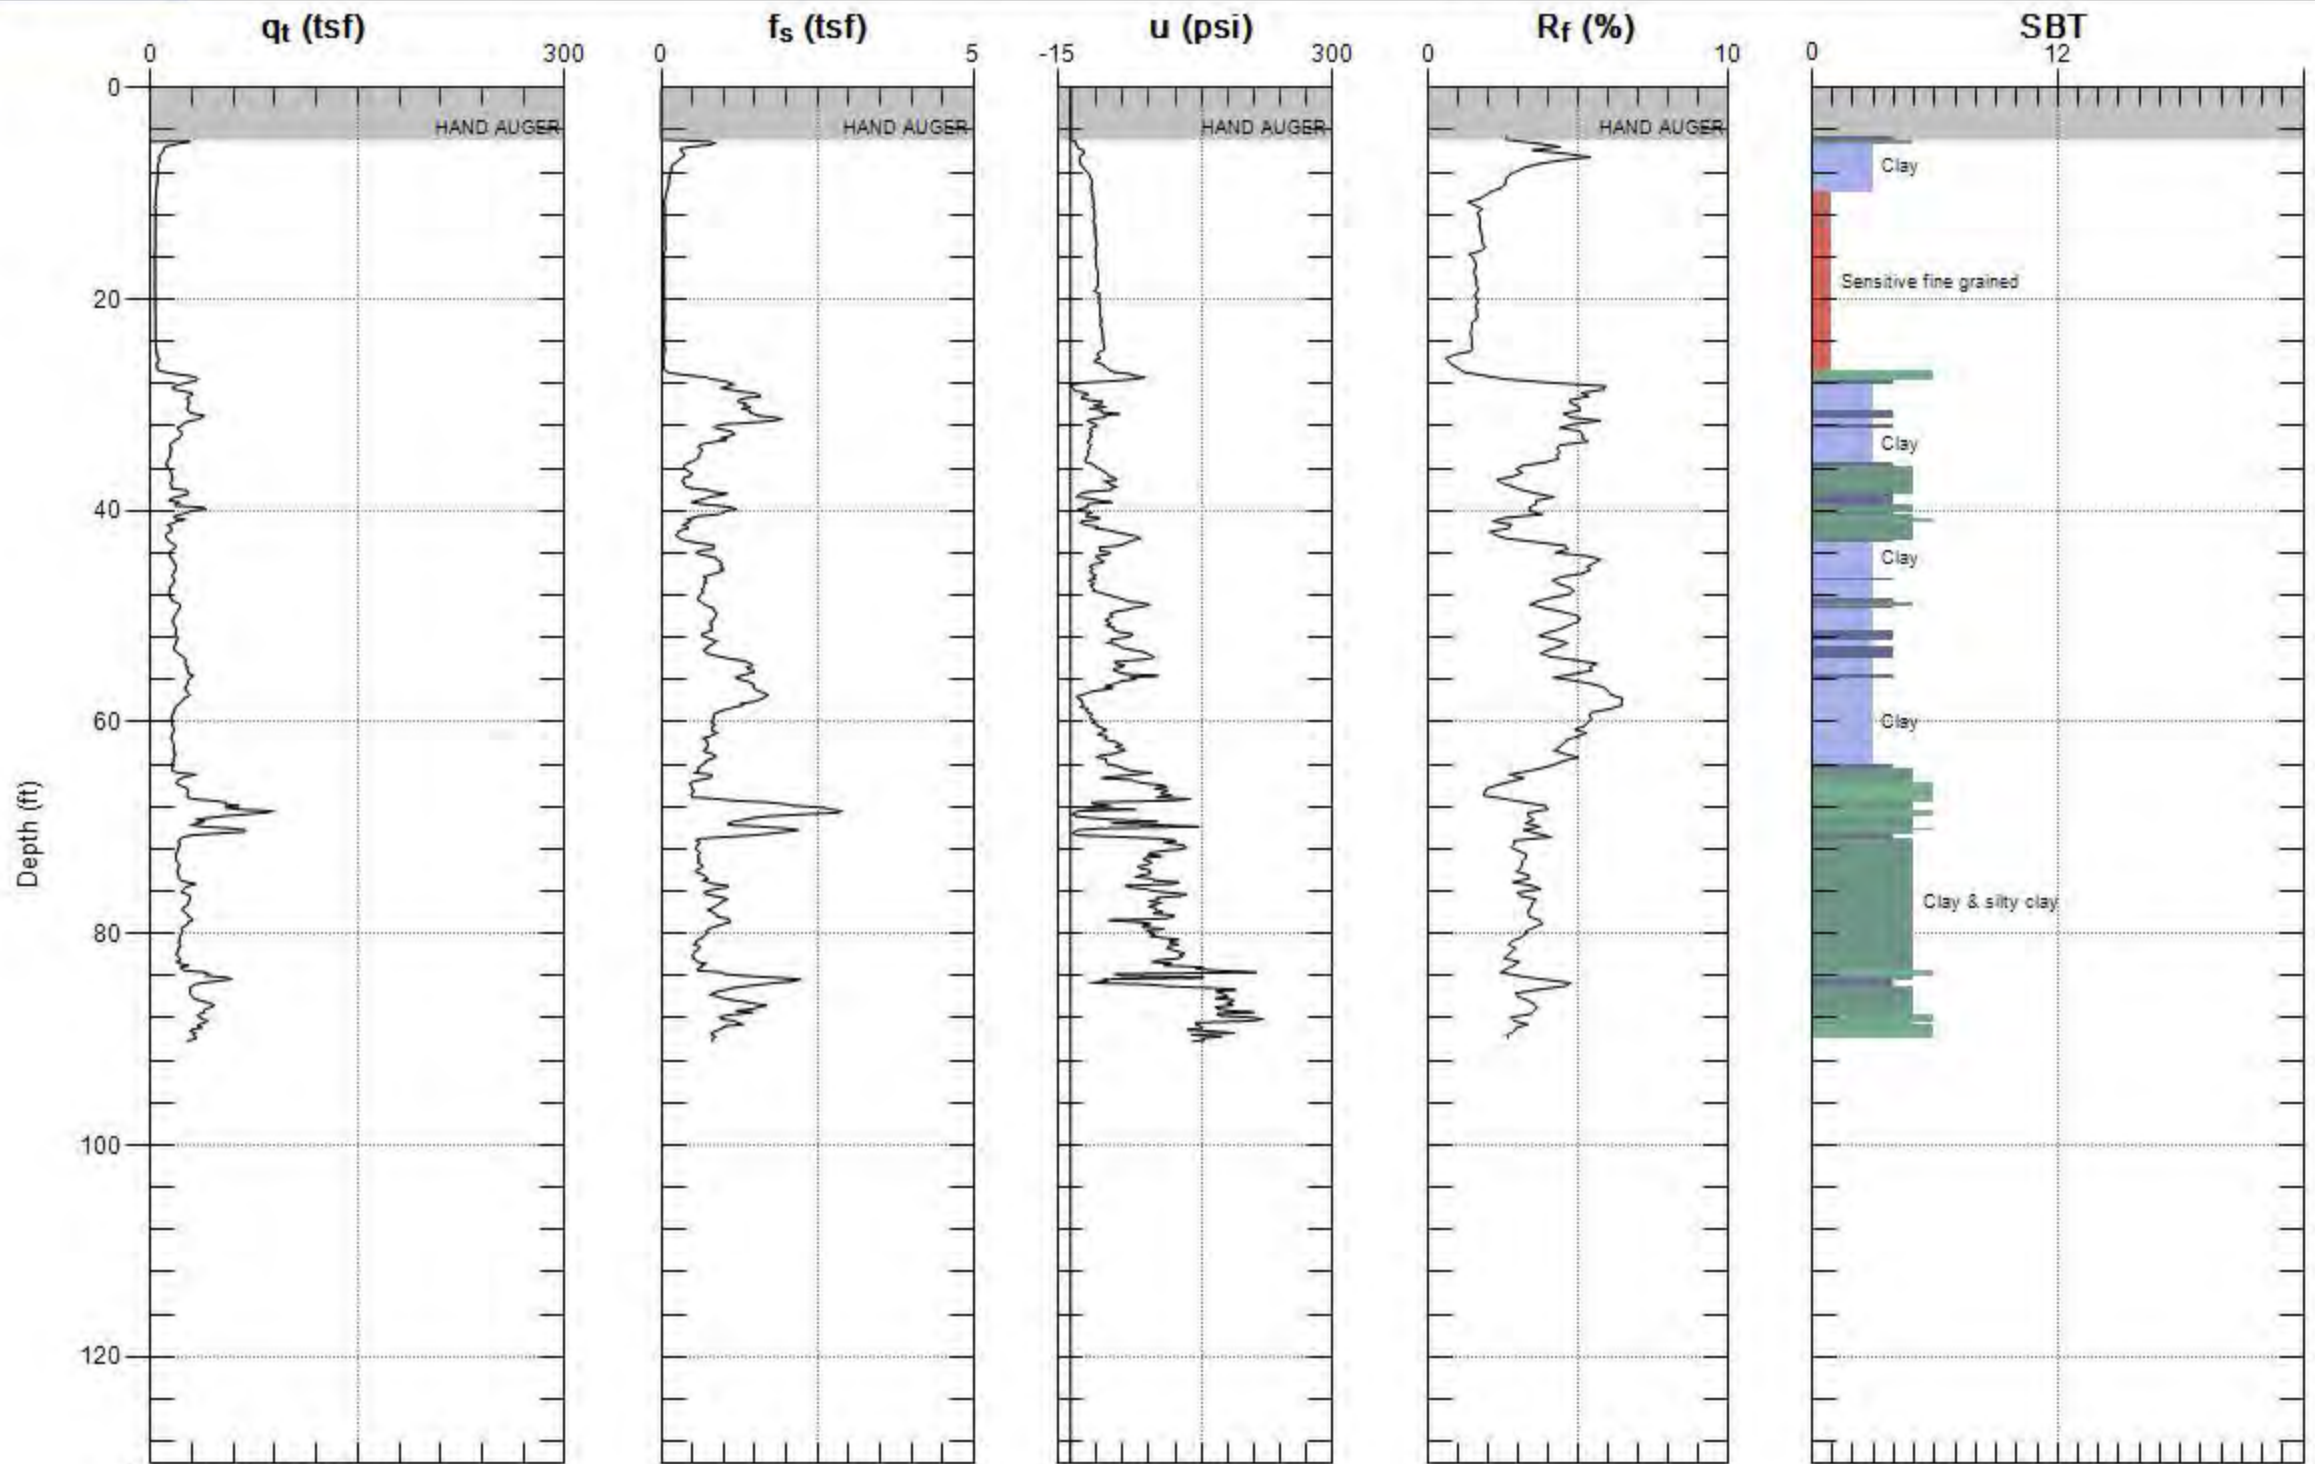 qt (tsf) fs (tsf) u (psi) Rf (%) SBT
0 300 0 5 -15 300 0 10 0 12
0
HAND AUGER HAND AUGER HAND AUGER HAND AUGER
Clay
Sensitive fine grained
20
Clay
40
Clay
60
Clay
Depth (ft)
Clay & silty clay
80
100
120